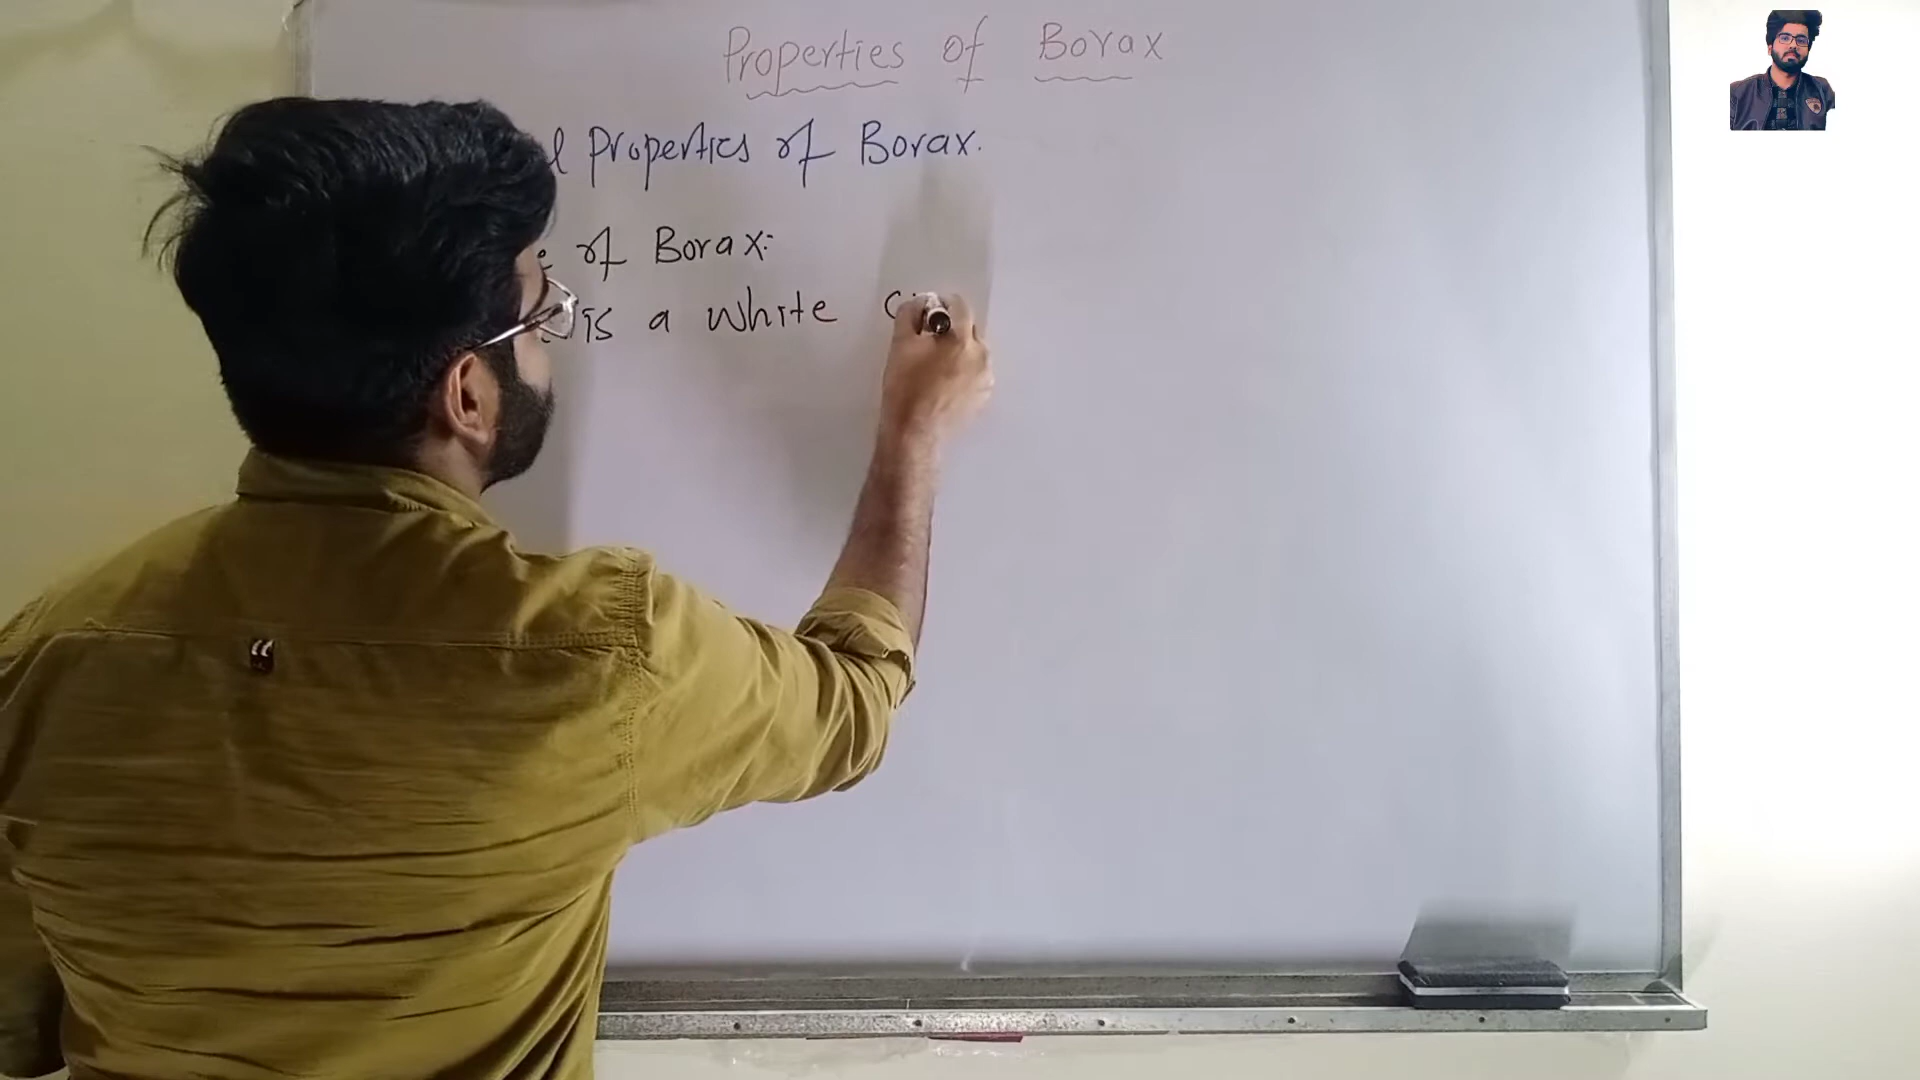 Properties of Borax
Properties of Borax.
of Borax:-
is a white